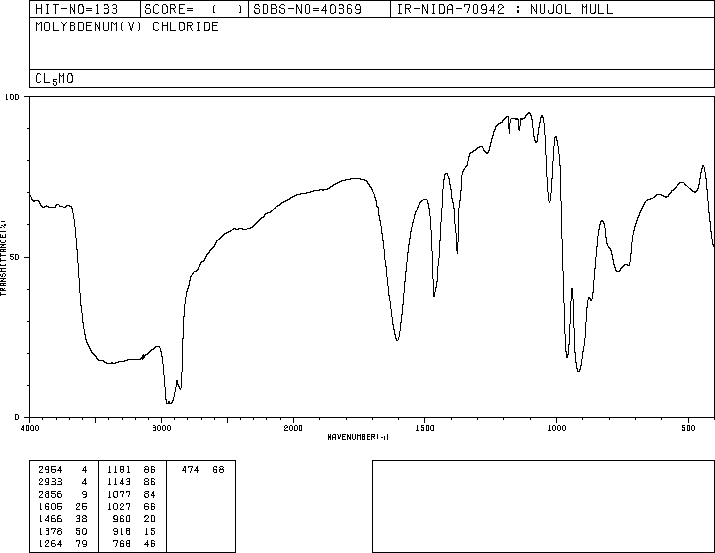 HIT-NO=133 SCORE= ( ) SDBS-NO=40369 IR-NIDA-70942 : NUJOL MULL
MOLYBDENUM(V) CHLORIDE
CL5MO
100
TRANSMITTANCE(%)
50
0
4000 3000 2000 1500 1000 500
WAVENUMBER(-1)
2954 4 1181 86 474 68
2933 4 1143 86
2856 9 1077 84
1605 25 1027 66
1466 38 960 20
1378 50 918 15
1264 79 768 46